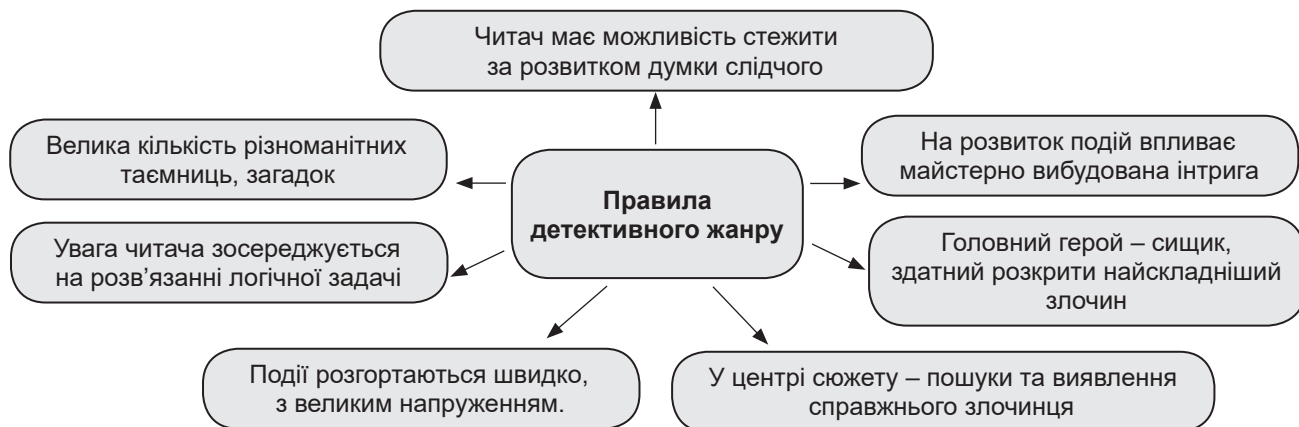 Читач має можливість стежити
за розвитком думки слідчого
Велика кількість різноманітних
таємниць, загадок
На розвиток подій впливає
майстерно вибудована інтрига
Правила
детективного жанру
Увага читача зосереджується
на розв’язанні логічної задачі
Головний герой – сищик,
здатний розкрити найскладніший
злочин
Події розгортаються швидко,
з великим напруженням.
У центрі сюжету – пошуки та виявлення
справжнього злочинця